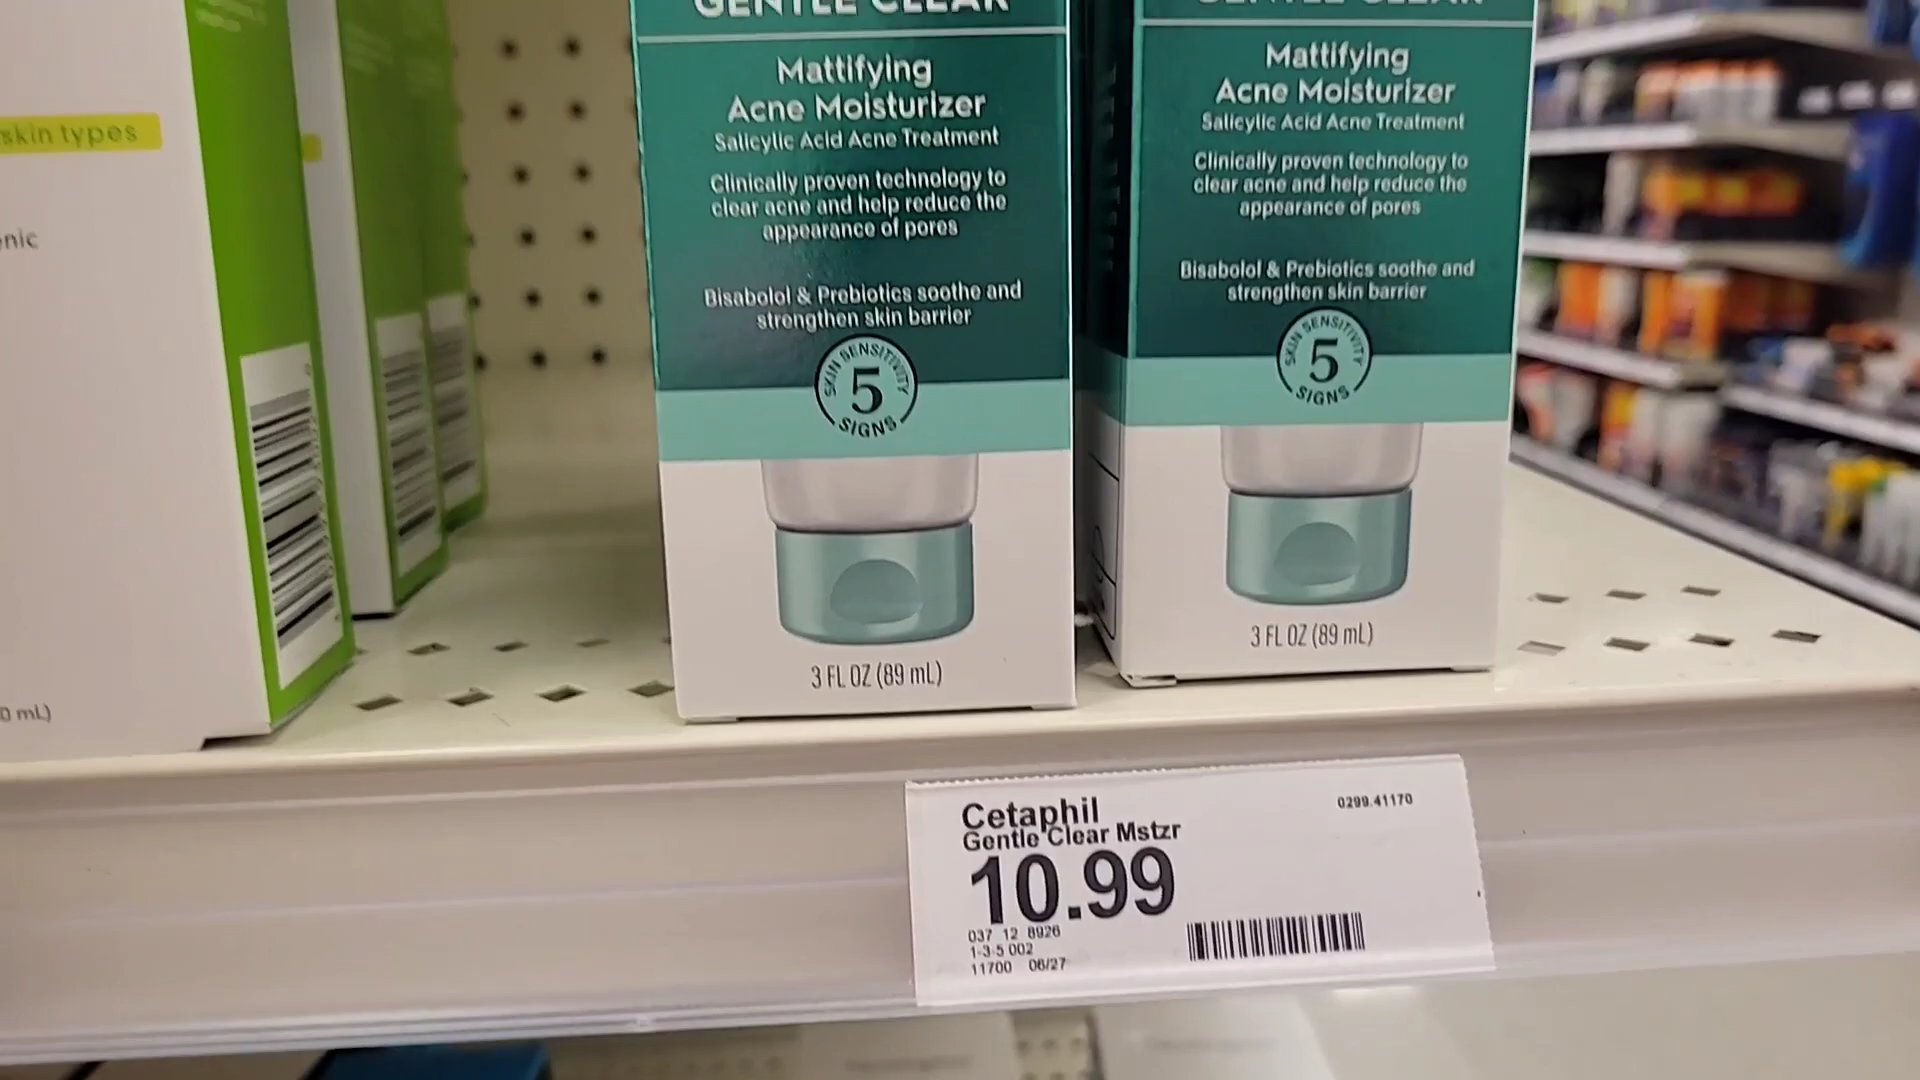 skin types
mL)
GENTLE CLEAR
Mattifying
Acne Moisturizer
Salicylic Acid Acne Treatment
Clinically proven technology to
clear acne and help reduce the
appearance of pores
Bisabolol & Prebiotics soothe and
strengthen skin barrier
SKIN SENSITIVITY
5
SIGNS
3 FL OZ (89 mL)
GENTLE CLEAR
Mattifying
Acne Moisturizer
Salicylic Acid Acne Treatment
Clinically proven technology to
clear acne and help reduce the
appearance of pores
Bisabolol & Prebiotics soothe and
strengthen skin barrier
SKIN SENSITIVITY
5
SIGNS
3 FL OZ (89 mL)
Cetaphil
0299.41170
Gentle Clear Mstzr
10.99
037 12 8926
1-3-5 002
11700 06/27